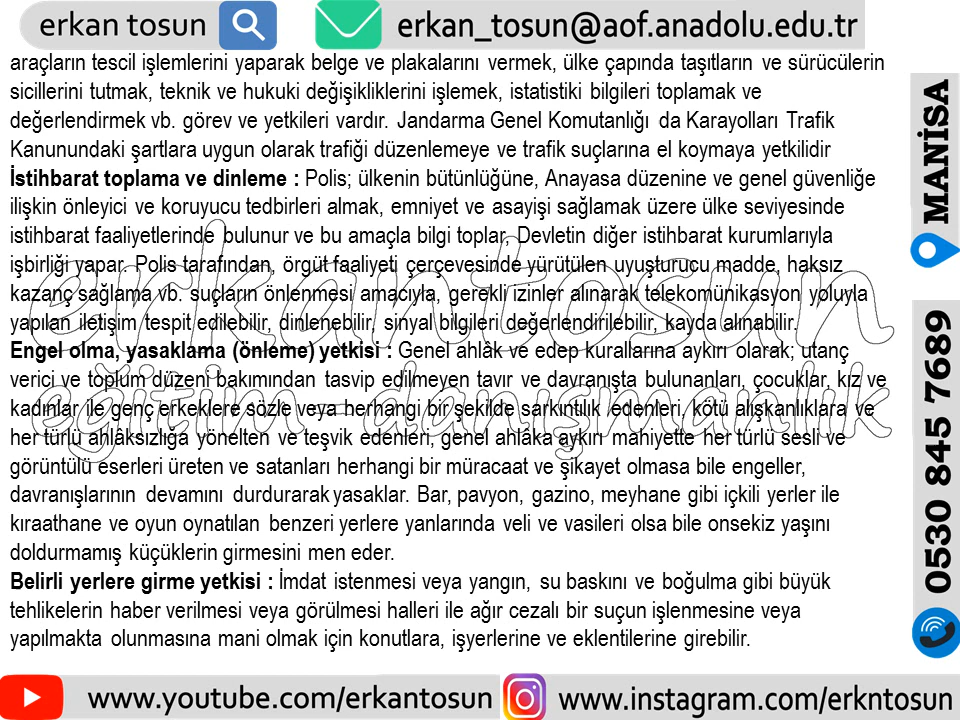 erkan tosun
erkan_tosun@aof.anadolu.edu.tr
araçların tescil işlemlerini yaparak belge ve plakalarını vermek, ülke çapında taşıtların ve sürücülerin
sicillerini tutmak, teknik ve hukuki değişikliklerini işlemek, istatistiki bilgileri toplamak ve
değerlendirmek vb. görev ve yetkileri vardır. Jandarma Genel Komutanlığı da Karayolları Trafik
Kanunundaki şartlara uygun olarak trafiği düzenlemeye ve trafik suçlarına el koymaya yetkilidir
İstihbarat toplama ve dinleme : Polis; ülkenin bütünlüğüne, Anayasa düzenine ve genel güvenliğe
ilişkin önleyici ve koruyucu tedbirleri almak, emniyet ve asayişi sağlamak üzere ülke seviyesinde
istihbarat faaliyetlerinde bulunur ve bu amaçla bilgi toplar, Devletin diğer istihbarat kurumlarıyla
işbirliği yapar. Polis tarafından, örgüt faaliyeti çerçevesinde yürütülen uyuşturucu madde, haksız
kazanç sağlama vb. suçların önlenmesi amacıyla, gerekli izinler alınarak telekomünikasyon yoluyla
yapılan iletişim tespit edilebilir, dinlenebilir, sinyal bilgileri değerlendirilebilir, kayda alınabilir.
Engel olma, yasaklama (önleme) yetkisi : Genel ahlâk ve edep kurallarına aykırı olarak; utanç
verici ve toplum düzeni bakımından tasvip edilmeyen tavır ve davranışta bulunanları, çocuklar, kız ve
kadınlar ile genç erkeklere sözle veya herhangi bir şekilde sarkıntılık edenleri, kötü alışkanlıklara ve
her türlü ahlâksızlığa yönelten ve teşvik edenleri, genel ahlâka aykırı mahiyette her türlü sesli ve
görüntülü eserleri üreten ve satanları herhangi bir müracaat ve şikayet olmasa bile engeller,
davranışlarının devamını durdurarak yasaklar. Bar, pavyon, gazino, meyhane gibi içkili yerler ile
kıraathane ve oyun oynatılan benzeri yerlere yanlarında veli ve vasileri olsa bile onsekiz yaşını
doldurmamış küçüklerin girmesini men eder.
Belirli yerlere girme yetkisi : İmdat istenmesi veya yangın, su baskını ve boğulma gibi büyük
tehlikelerin haber verilmesi veya görülmesi halleri ile ağır cezalı bir suçun işlenmesine veya
yapılmakta olunmasına mani olmak için konutlara, işyerlerine ve eklentilerine girebilir.
erkan tosun
eğitim-danışmanlık
MANİSA
0530 845 7689
www.youtube.com/erkantosun
www.instagram.com/erkntosun